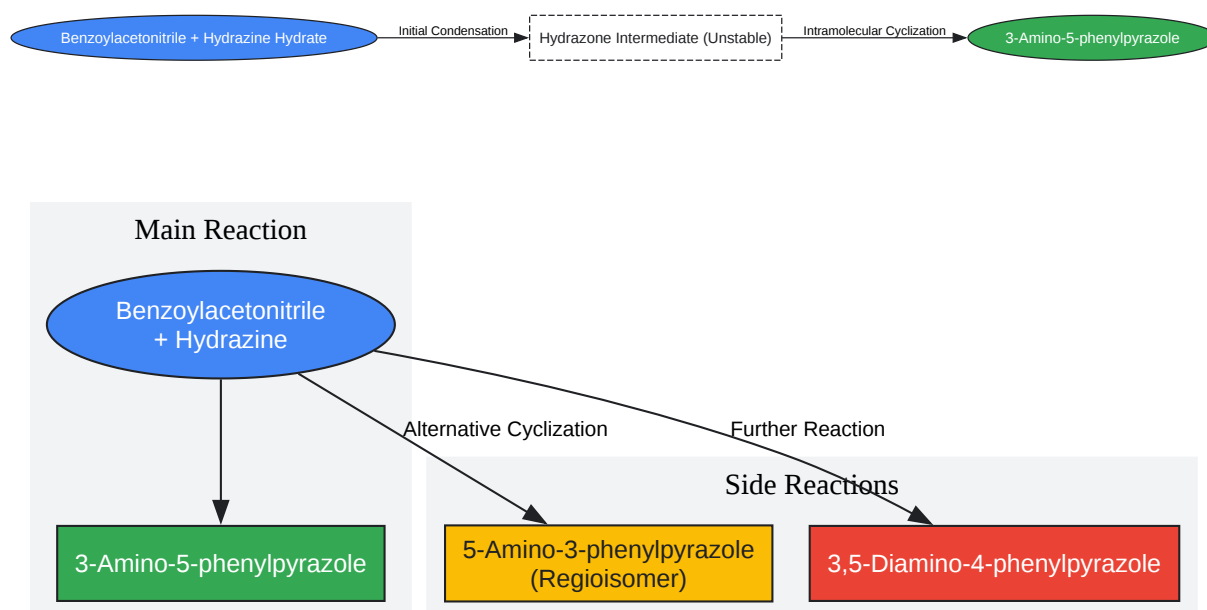 Benzoylacetonitrile + Hydrazine Hydrate
Initial Condensation
Hydrazone Intermediate (Unstable)
Intramolecular Cyclization
3-Amino-5-phenylpyrazole
Main Reaction
Benzoylacetonitrile
+ Hydrazine
Alternative Cyclization
Further Reaction
Side Reactions
3-Amino-5-phenylpyrazole
5-Amino-3-phenylpyrazole
(Regioisomer)
3,5-Diamino-4-phenylpyrazole